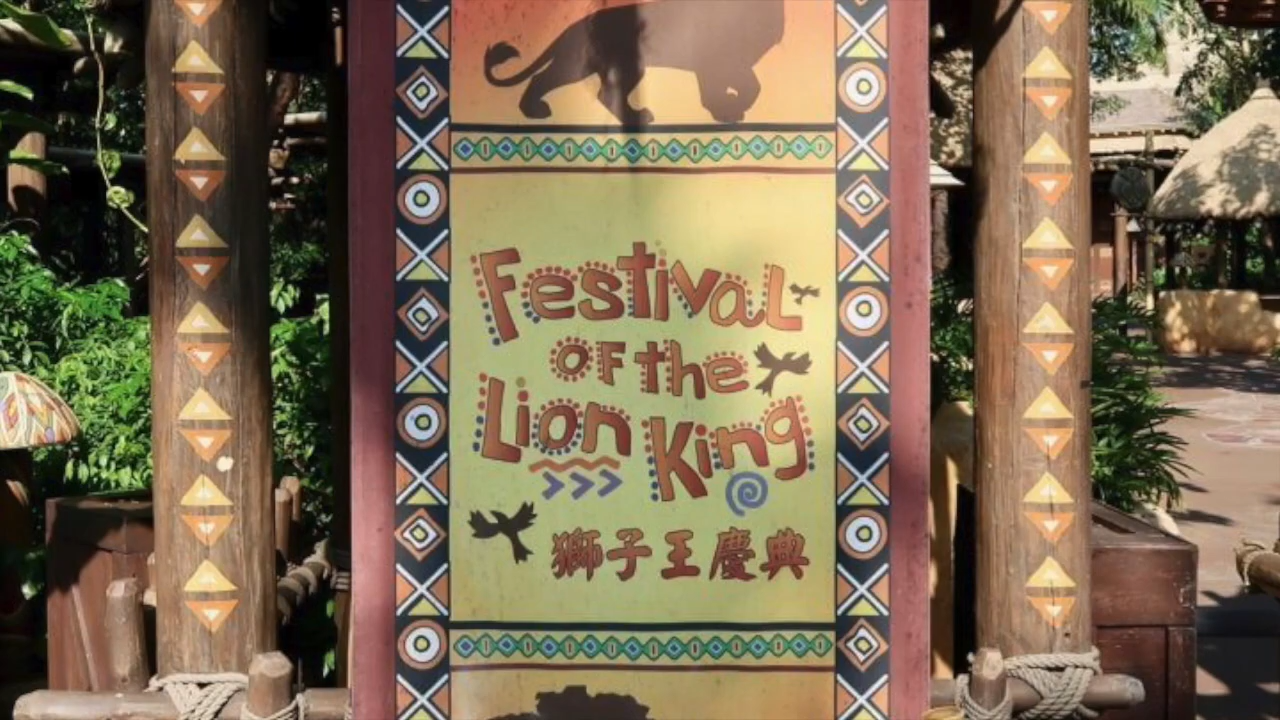 Festival
of the
Lion King
獅子王慶典